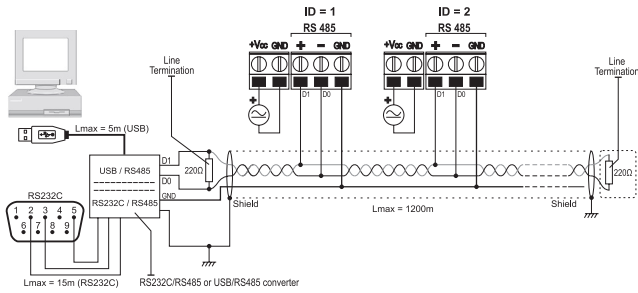 ID = 1
ID = 2
RS 485
RS 485
+Vcc GND + − GND
+Vcc GND + − GND
Line
Termination
Line
Termination
D1 D0
D1 D0
+
+
Lmax = 5m (USB)
D1
D0
GND
220Ω
220Ω
USB / RS485
RS232C / RS485
RS232C
1 2 3 4 5
6 7 8 9
Shield
Lmax = 1200m
Shield
Lmax = 15m (RS232C)
RS232C/RS485 or USB/RS485 converter